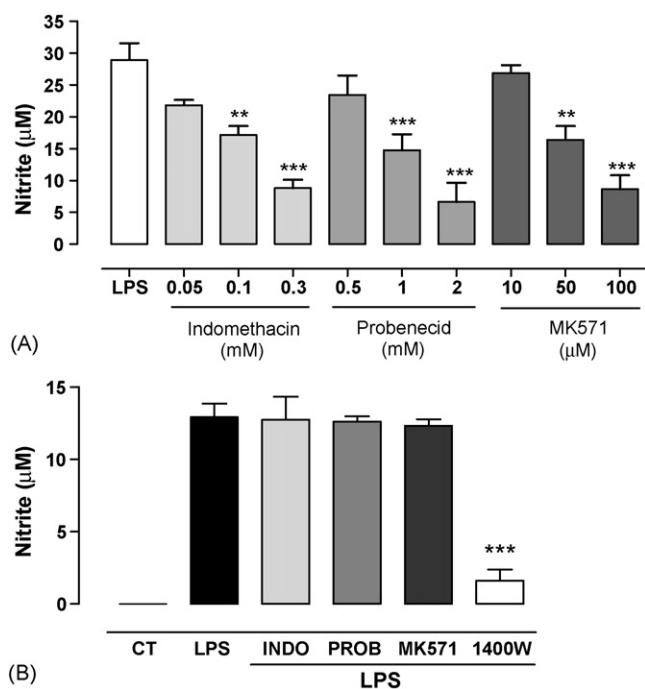 35
30
25
20
15
10
5
0
Nitrite (μM)
** *** *** *** ** ***
LPS 0.05 0.1 0.3 0.5 1 2 10 50 100
Indomethacin Probenecid MK571
(mM) (mM) (μM)
(A)
15
10
5
0
Nitrite (μM)
***
CT LPS INDO PROB MK571 1400W
LPS
(B)